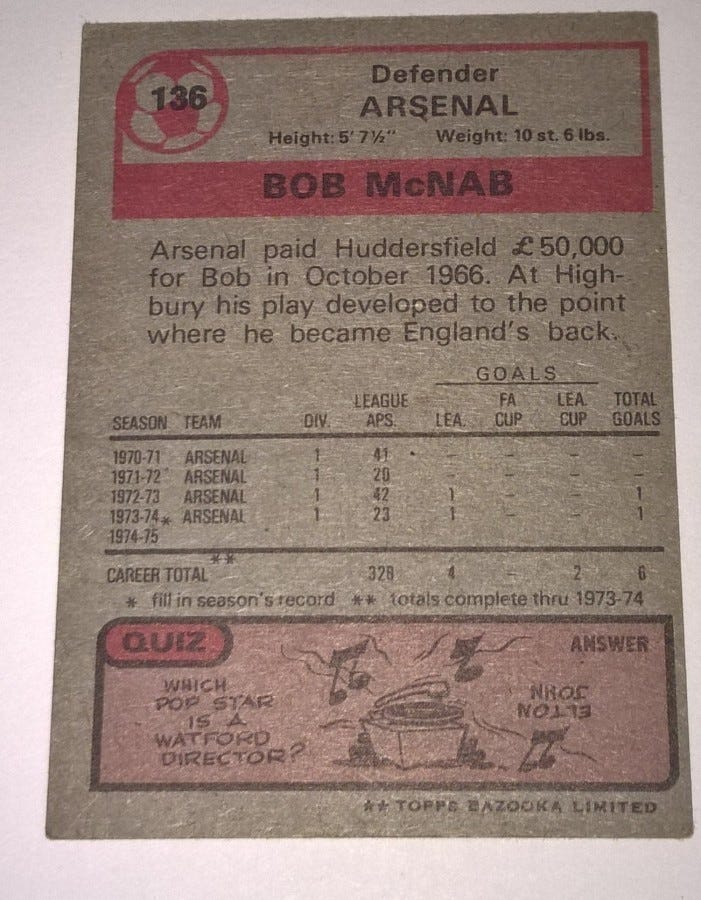 136
Defender
ARSENAL
Height: 5' 7½" Weight: 10 st. 6 lbs.
BOB McNAB
Arsenal paid Huddersfield £50,000
for Bob in October 1966. At High-
bury his play developed to the point
where he became England's back.
GOALS
SEASON TEAM DIV. LEAGUE APS. LEA. FA CUP LEA. CUP TOTAL GOALS
1970-71 ARSENAL 1 41 – – – –
1971-72 ARSENAL 1 20 – – – –
1972-73 ARSENAL 1 42 1 – – 1
1973-74 * ARSENAL 1 23 1 – – 1
1974-75
CAREER TOTAL ** 328 4 – 2 6
* fill in season's record ** totals complete thru 1973-74
QUIZ
WHICH
POP STAR
IS A
WATFORD
DIRECTOR?
ANSWER
ELTON
JOHN
** TOPPS BAZOOKA LIMITED